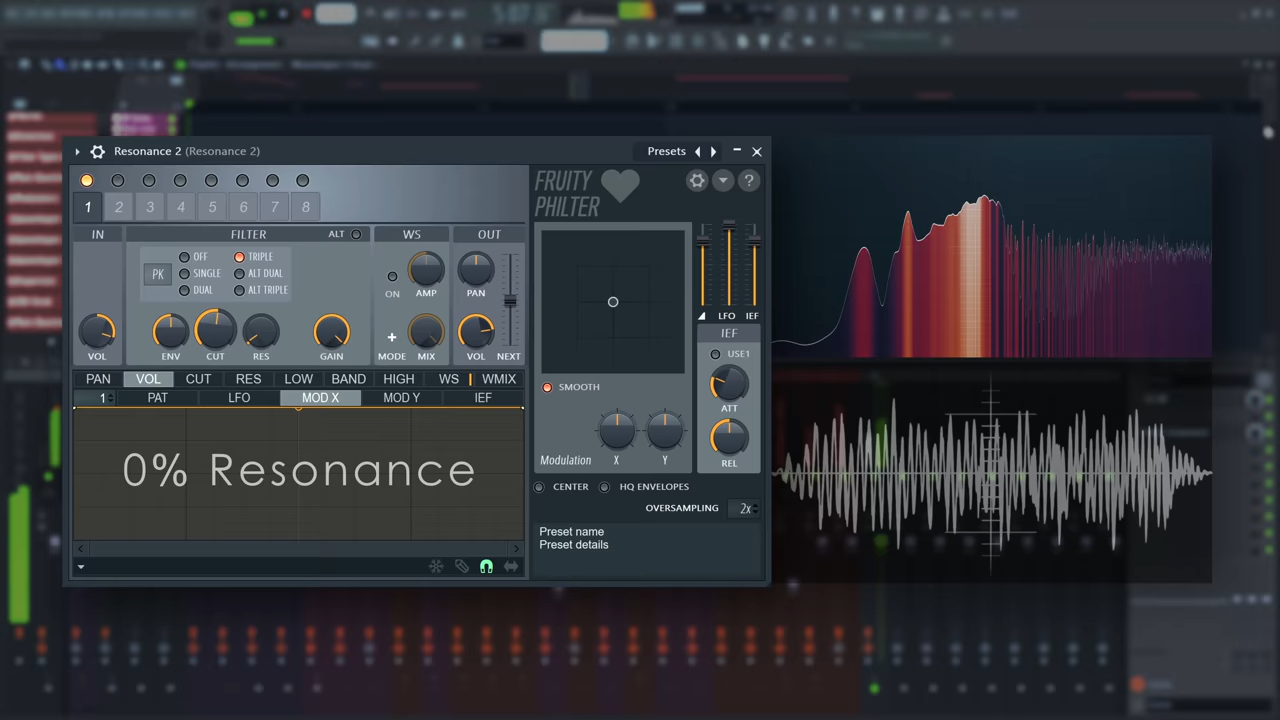 Resonance 2 (Resonance 2)
Presets
1 2 3 4 5 6 7 8
FRUITY
PHILTER
IN
FILTER
ALT
WS
OUT
PK
OFF
SINGLE
DUAL
TRIPLE
ALT DUAL
ALT TRIPLE
ON
AMP
PAN
VOL
ENV
CUT
RES
GAIN
MODE
MIX
VOL
NEXT
LFO
IEF
IEF
USE1
ATT
REL
SMOOTH
Modulation
X
Y
PAN VOL CUT RES LOW BAND HIGH WS WMIX
1 PAT LFO MOD X MOD Y IEF
0% Resonance
CENTER
HQ ENVELOPES
OVERSAMPLING
2x
Preset name
Preset details